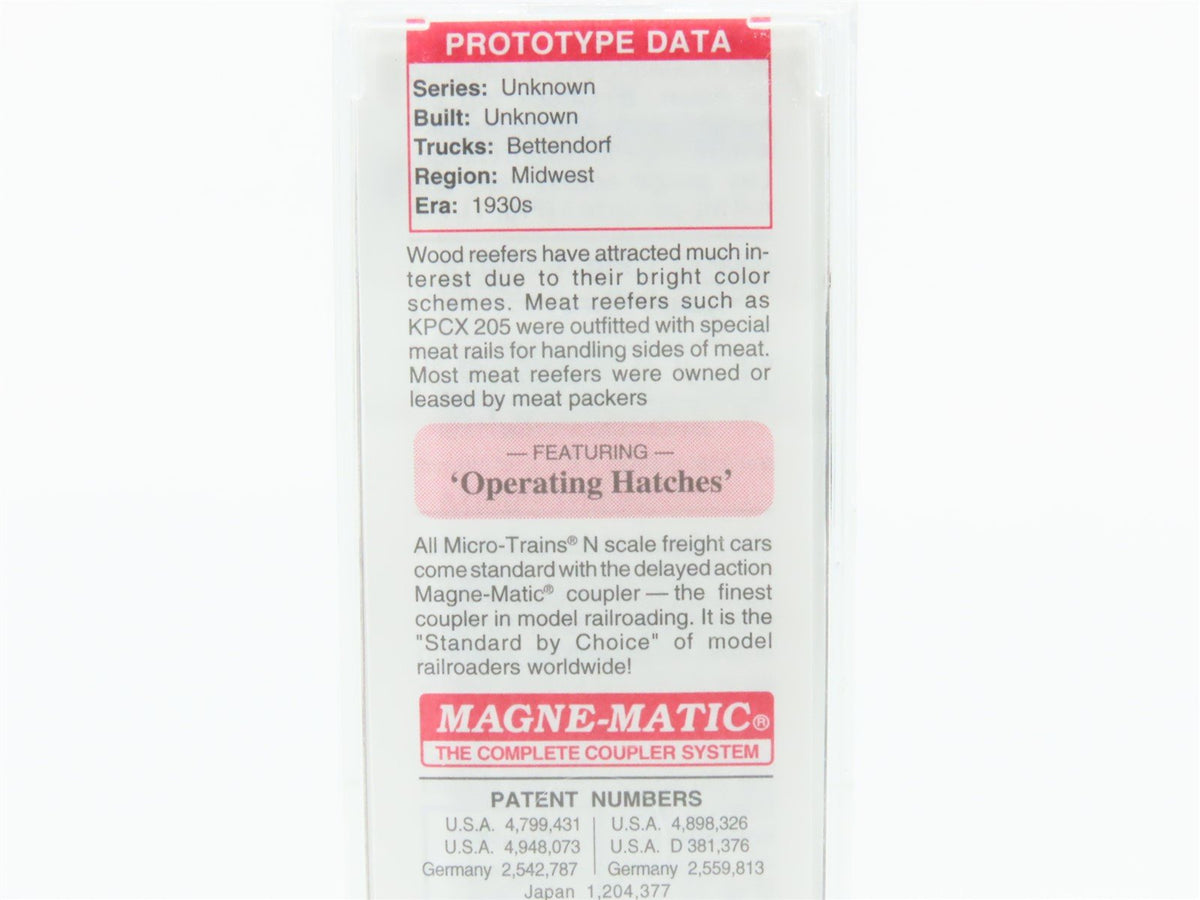 PROTOTYPE DATA
Series: Unknown
Built: Unknown
Trucks: Bettendorf
Region: Midwest
Era: 1930s
Wood reefers have attracted much in-
terest due to their bright color
schemes. Meat reefers such as
KPCX 205 were outfitted with special
meat rails for handling sides of meat.
Most meat reefers were owned or
leased by meat packers
— FEATURING —
‘Operating Hatches’
All Micro-Trains® N scale freight cars
come standard with the delayed action
Magne-Matic® coupler — the finest
coupler in model railroading. It is the
"Standard by Choice" of model
railroaders worldwide!
MAGNE-MATIC®
THE COMPLETE COUPLER SYSTEM
PATENT NUMBERS
U.S.A. 4,799,431 | U.S.A. 4,898,326
U.S.A. 4,948,073 | U.S.A. D 381,376
Germany 2,542,787 | Germany 2,559,813
Japan 1,204,377